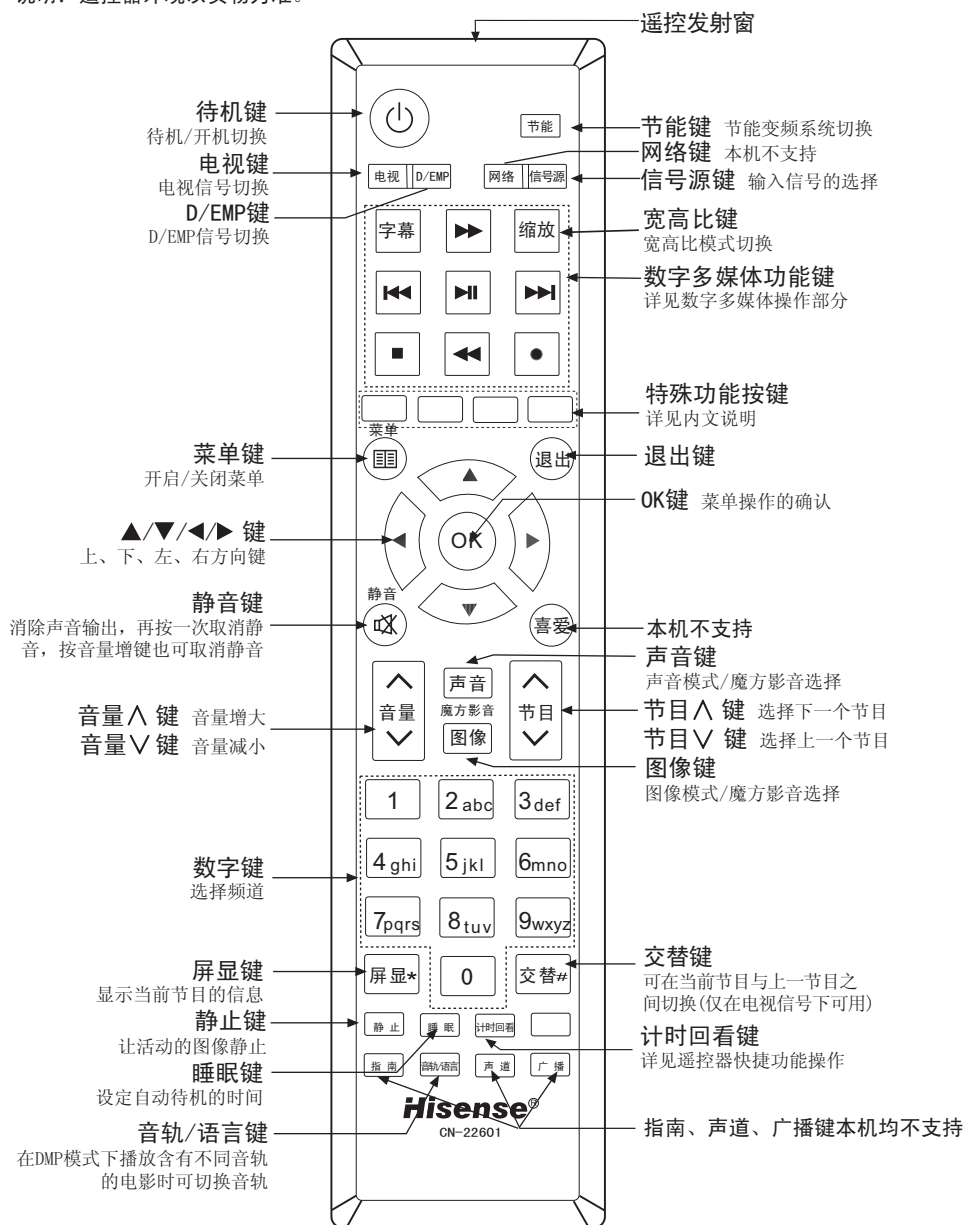 遥控发射窗
待机键
待机/开机切换
电视键
电视信号切换
D/EMP键
D/EMP信号切换
节能
电视 D/EMP 网络 信号源
节能键 节能变频系统切换
网络键 本机不支持
信号源键 输入信号的选择
字幕 缩放
宽高比键
宽高比模式切换
数字多媒体功能键
详见数字多媒体操作部分
特殊功能按键
详见内文说明
菜单
菜单键
开启/关闭菜单
退出
退出键
OK
OK键 菜单操作的确认
▲/▼/◀/▶ 键
上、下、左、右方向键
静音
静音键
消除声音输出，再按一次取消静
音，按音量增键也可取消静音
喜爱
本机不支持
声音键
声音模式/魔方影音选择
音量 声音 节目
魔方影音
图像
音量∧ 键 音量增大
音量∨ 键 音量减小
节目∧ 键 选择下一个节目
节目∨ 键 选择上一个节目
图像键
图像模式/魔方影音选择
1 2 abc 3 def
4 ghi 5 jkl 6mno
7pqrs 8 tuv 9wxyz
屏显* 0 交替#
数字键
选择频道
屏显键
显示当前节目的信息
静止键
让活动的图像静止
睡眠键
设定自动待机的时间
音轨/语言键
在DMP模式下播放含有不同音轨
的电影时可切换音轨
静止 睡眠 计时回看
指南 音轨/语言 声道 广播
交替键
可在当前节目与上一节目之
间切换(仅在电视信号下可用)
计时回看键
详见遥控器快捷功能操作
指南、声道、广播键本机均不支持
Hisense®
CN-22601